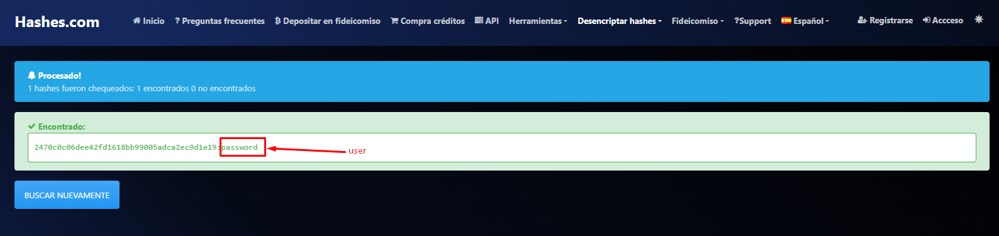 Hashes.com Inicio ? Preguntas frecuentes Depositar en fideicomiso Compra créditos API Herramientas Desencriptar hashes Fideicomiso ?Support Español Registrarse Accceso
Procesado!
1 hashes fueron chequeados: 1 encontrados 0 no encontrados
Encontrado:
2470c0c06dee42fd1618bb99005adca2ec9d1e19:password
user
BUSCAR NUEVAMENTE